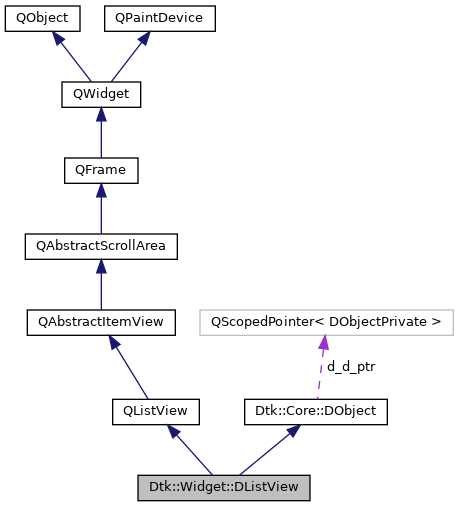 QObject
QPaintDevice
QWidget
QFrame
QAbstractScrollArea
QAbstractItemView
QScopedPointer< DObjectPrivate >
d_d_ptr
QListView
Dtk::Core::DObject
Dtk::Widget::DListView